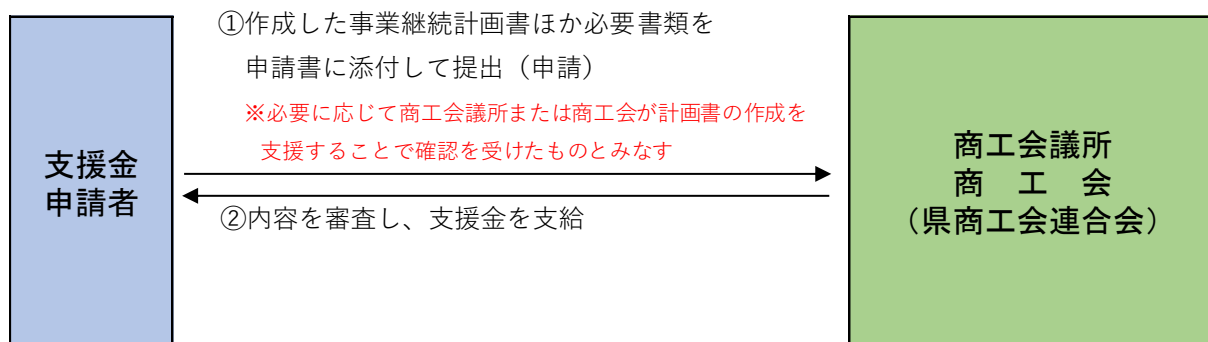 ①作成した事業継続計画書ほか必要書類を
申請書に添付して提出（申請）
※必要に応じて商工会議所または商工会が計画書の作成を
支援することで確認を受けたものとみなす
支援金
申請者
②内容を審査し、支援金を支給
商工会議所
商　工　会
（県商工会連合会）